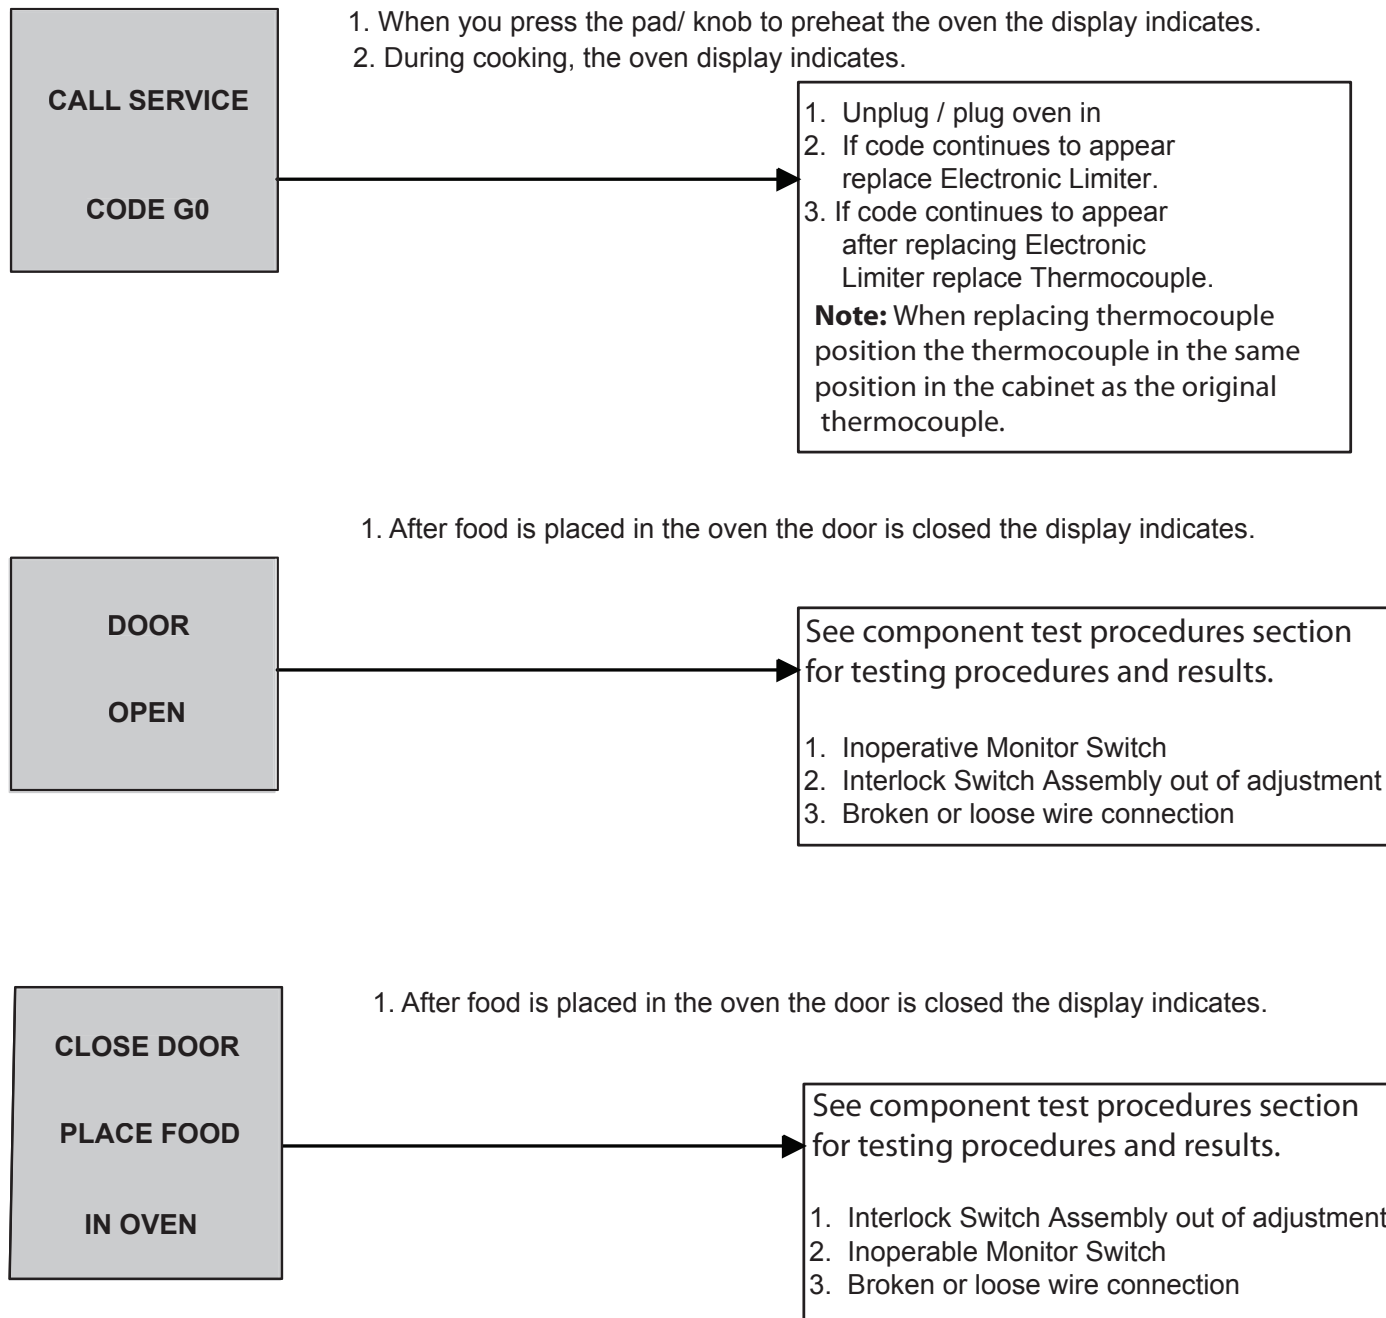 1. When you press the pad/ knob to preheat the oven the display indicates.
2. During cooking, the oven display indicates.
CALL SERVICE
CODE G0
1. Unplug / plug oven in
2. If code continues to appear
replace Electronic Limiter.
3. If code continues to appear
after replacing Electronic
Limiter replace Thermocouple.
Note: When replacing thermocouple
position the thermocouple in the same
position in the cabinet as the original
thermocouple.
1. After food is placed in the oven the door is closed the display indicates.
DOOR
OPEN
See component test procedures section
for testing procedures and results.
1. Inoperative Monitor Switch
2. Interlock Switch Assembly out of adjustment
3. Broken or loose wire connection
1. After food is placed in the oven the door is closed the display indicates.
CLOSE DOOR
PLACE FOOD
IN OVEN
See component test procedures section
for testing procedures and results.
1. Interlock Switch Assembly out of adjustment
2. Inoperable Monitor Switch
3. Broken or loose wire connection